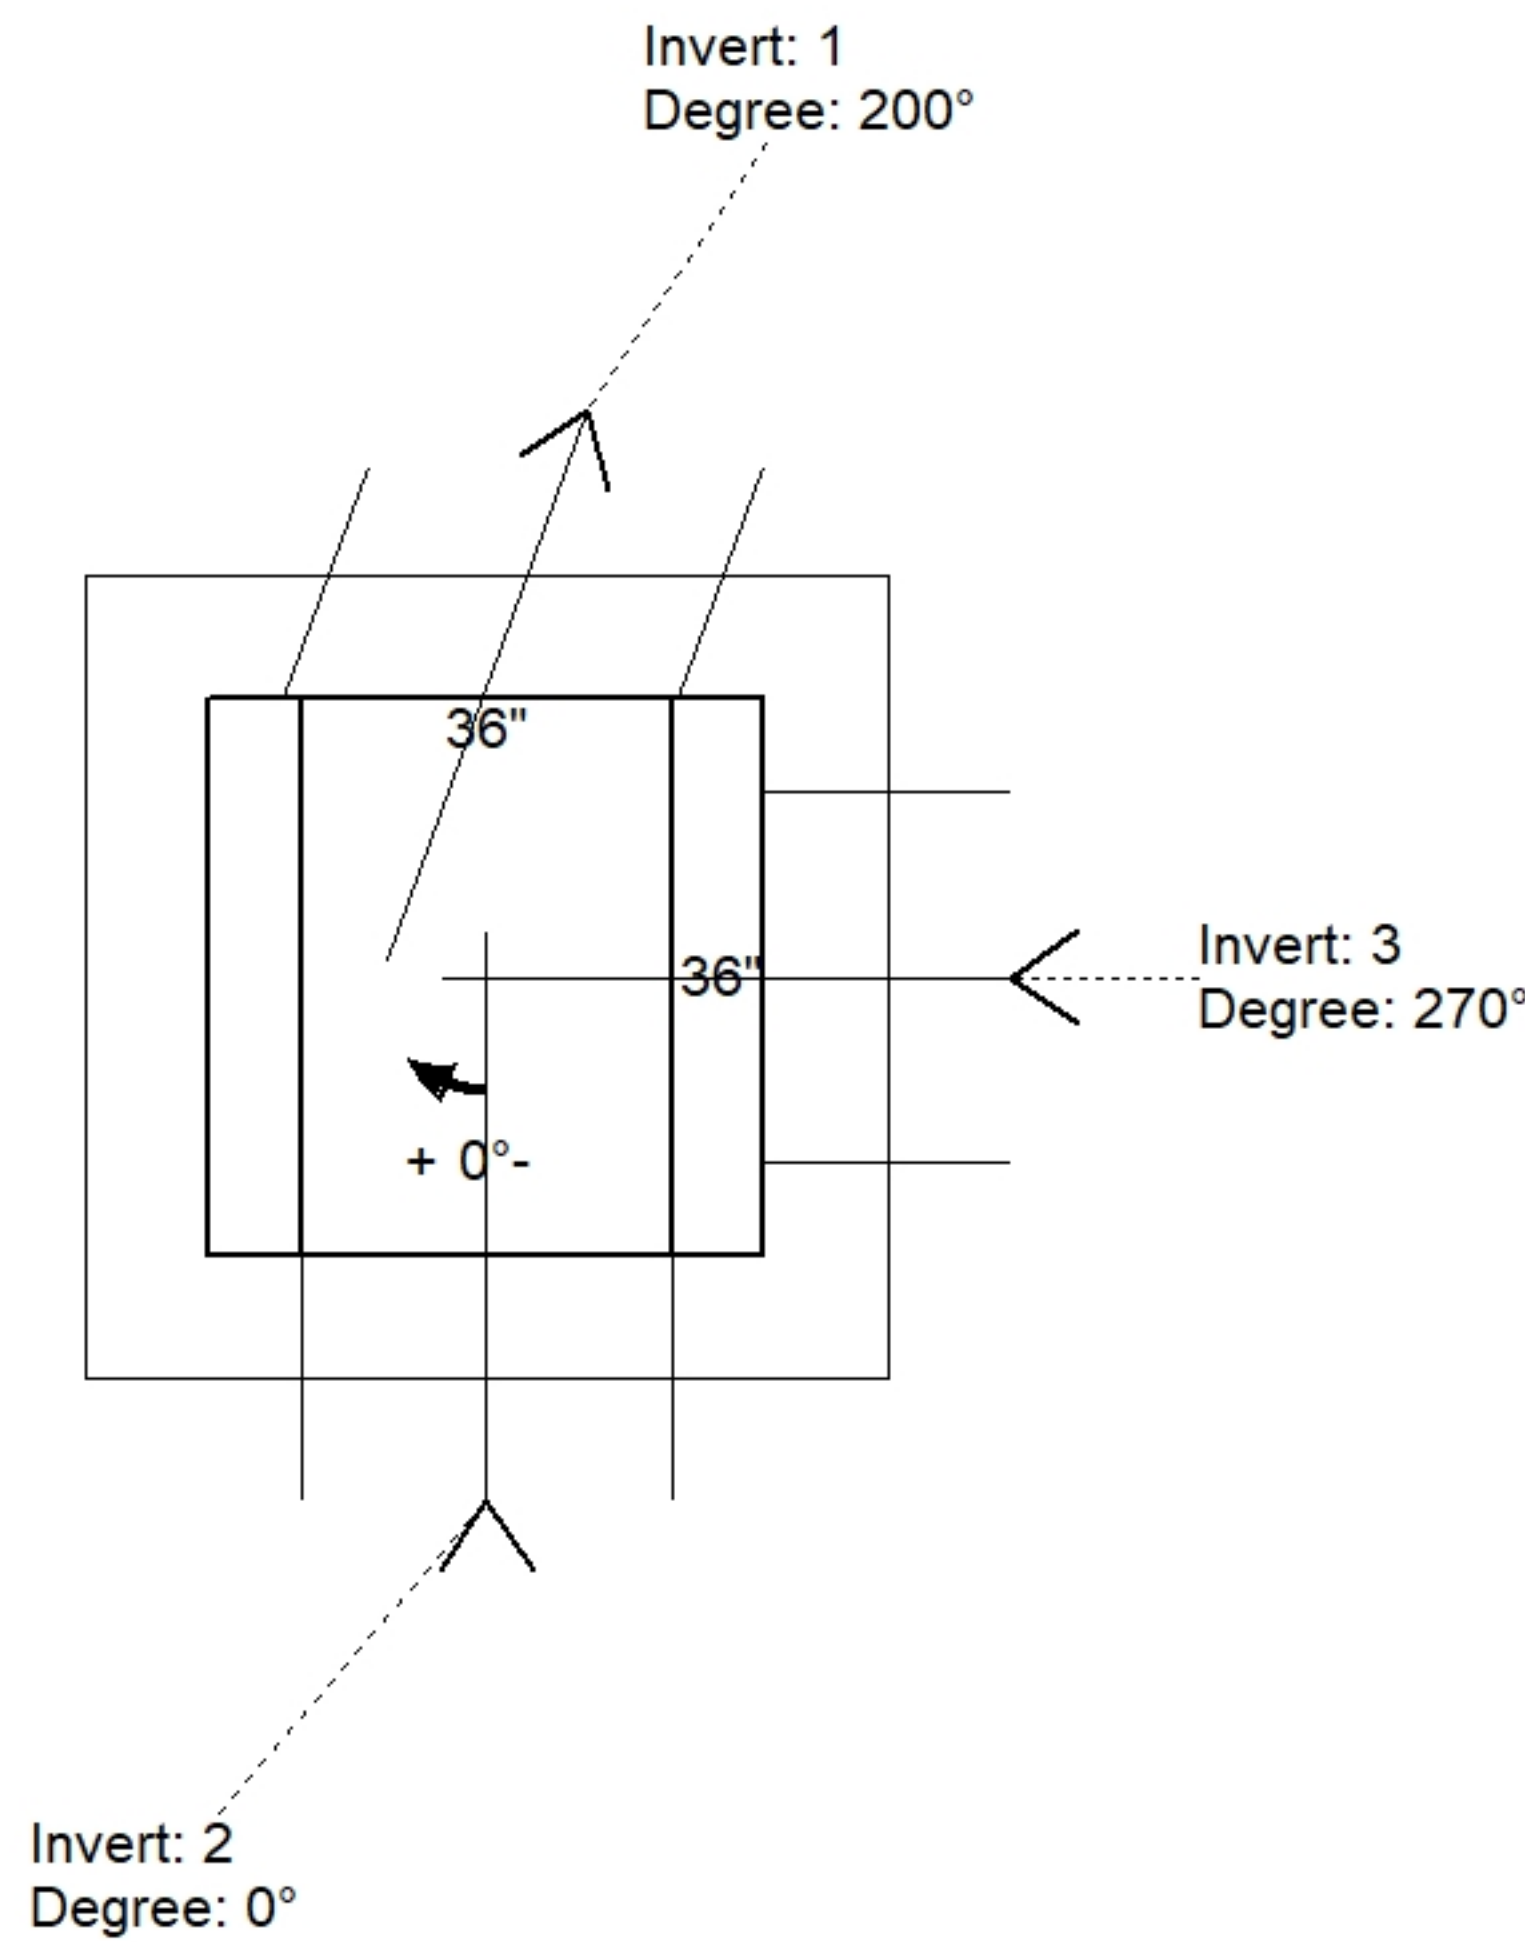 Invert: 1
Degree: 200°
36"
36"
Invert: 3
Degree: 270°
+ 0°-
Invert: 2
Degree: 0°